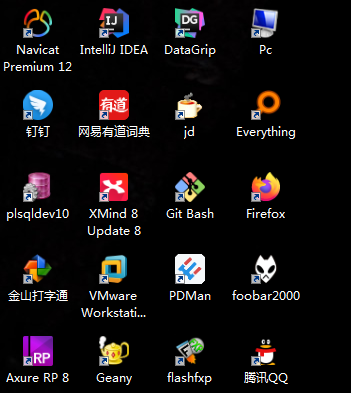 Navicat Premium 12
IntelliJ IDEA
DataGrip
Pc
钉钉
网易有道词典
jd
Everything
plsqldev10
XMind 8 Update 8
Git Bash
Firefox
金山打字通
VMware Workstati...
PDMan
foobar2000
Axure RP 8
Geany
flashfxp
腾讯QQ
IJ
DG
有道
RP